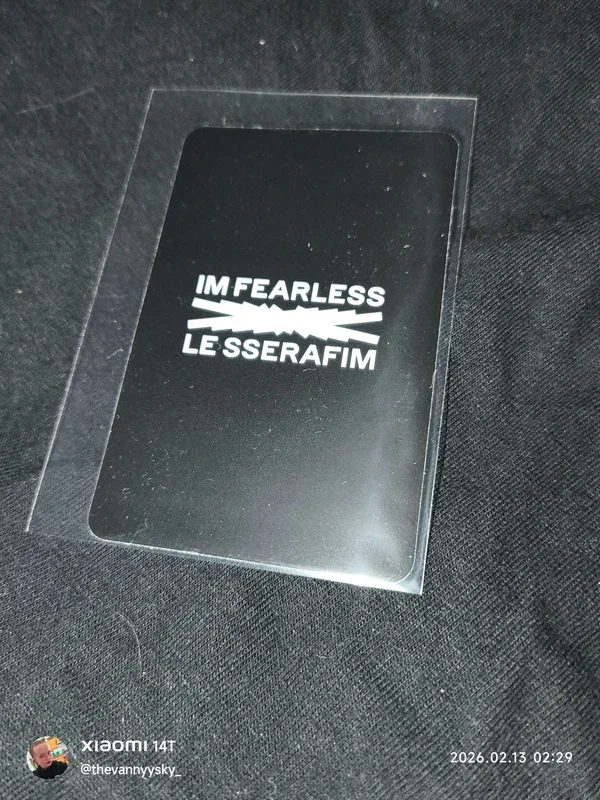 IM FEARLESS
LE SSERAFIM
xiaomi 14T
@thevannyysky_
2026.02.13 02:29